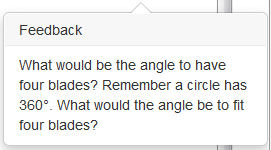 Feedback
What would be the angle to have
four blades? Remember a circle has
360°. What would the angle be to fit
four blades?